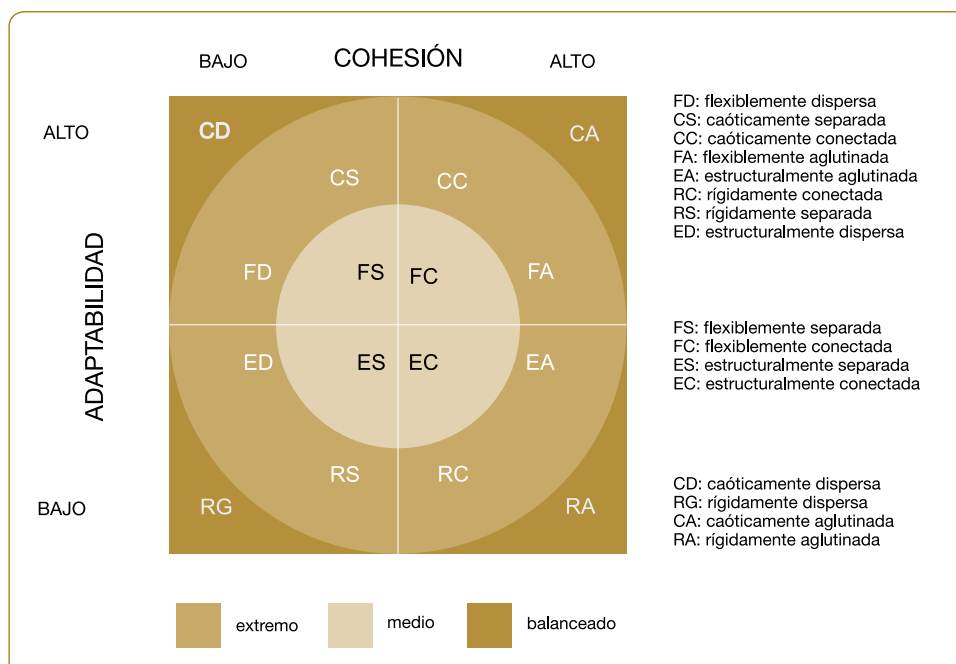 BAJO COHESIÓN ALTO
ALTO
CD CA
CS CC
FD FS FC FA
ADAPTABILIDAD
ED ES EC EA
RS RC
BAJO
RG RA
FD: flexiblemente dispersa
CS: caóticamente separada
CC: caóticamente conectada
FA: flexiblemente aglutinada
EA: estructuralmente aglutinada
RC: rígidamente conectada
RS: rígidamente separada
ED: estructuralmente dispersa
FS: flexiblemente separada
FC: flexiblemente conectada
ES: estructuralmente separada
EC: estructuralmente conectada
CD: caóticamente dispersa
RG: rígidamente dispersa
CA: caóticamente aglutinada
RA: rígidamente aglutinada
extremo medio balanceado